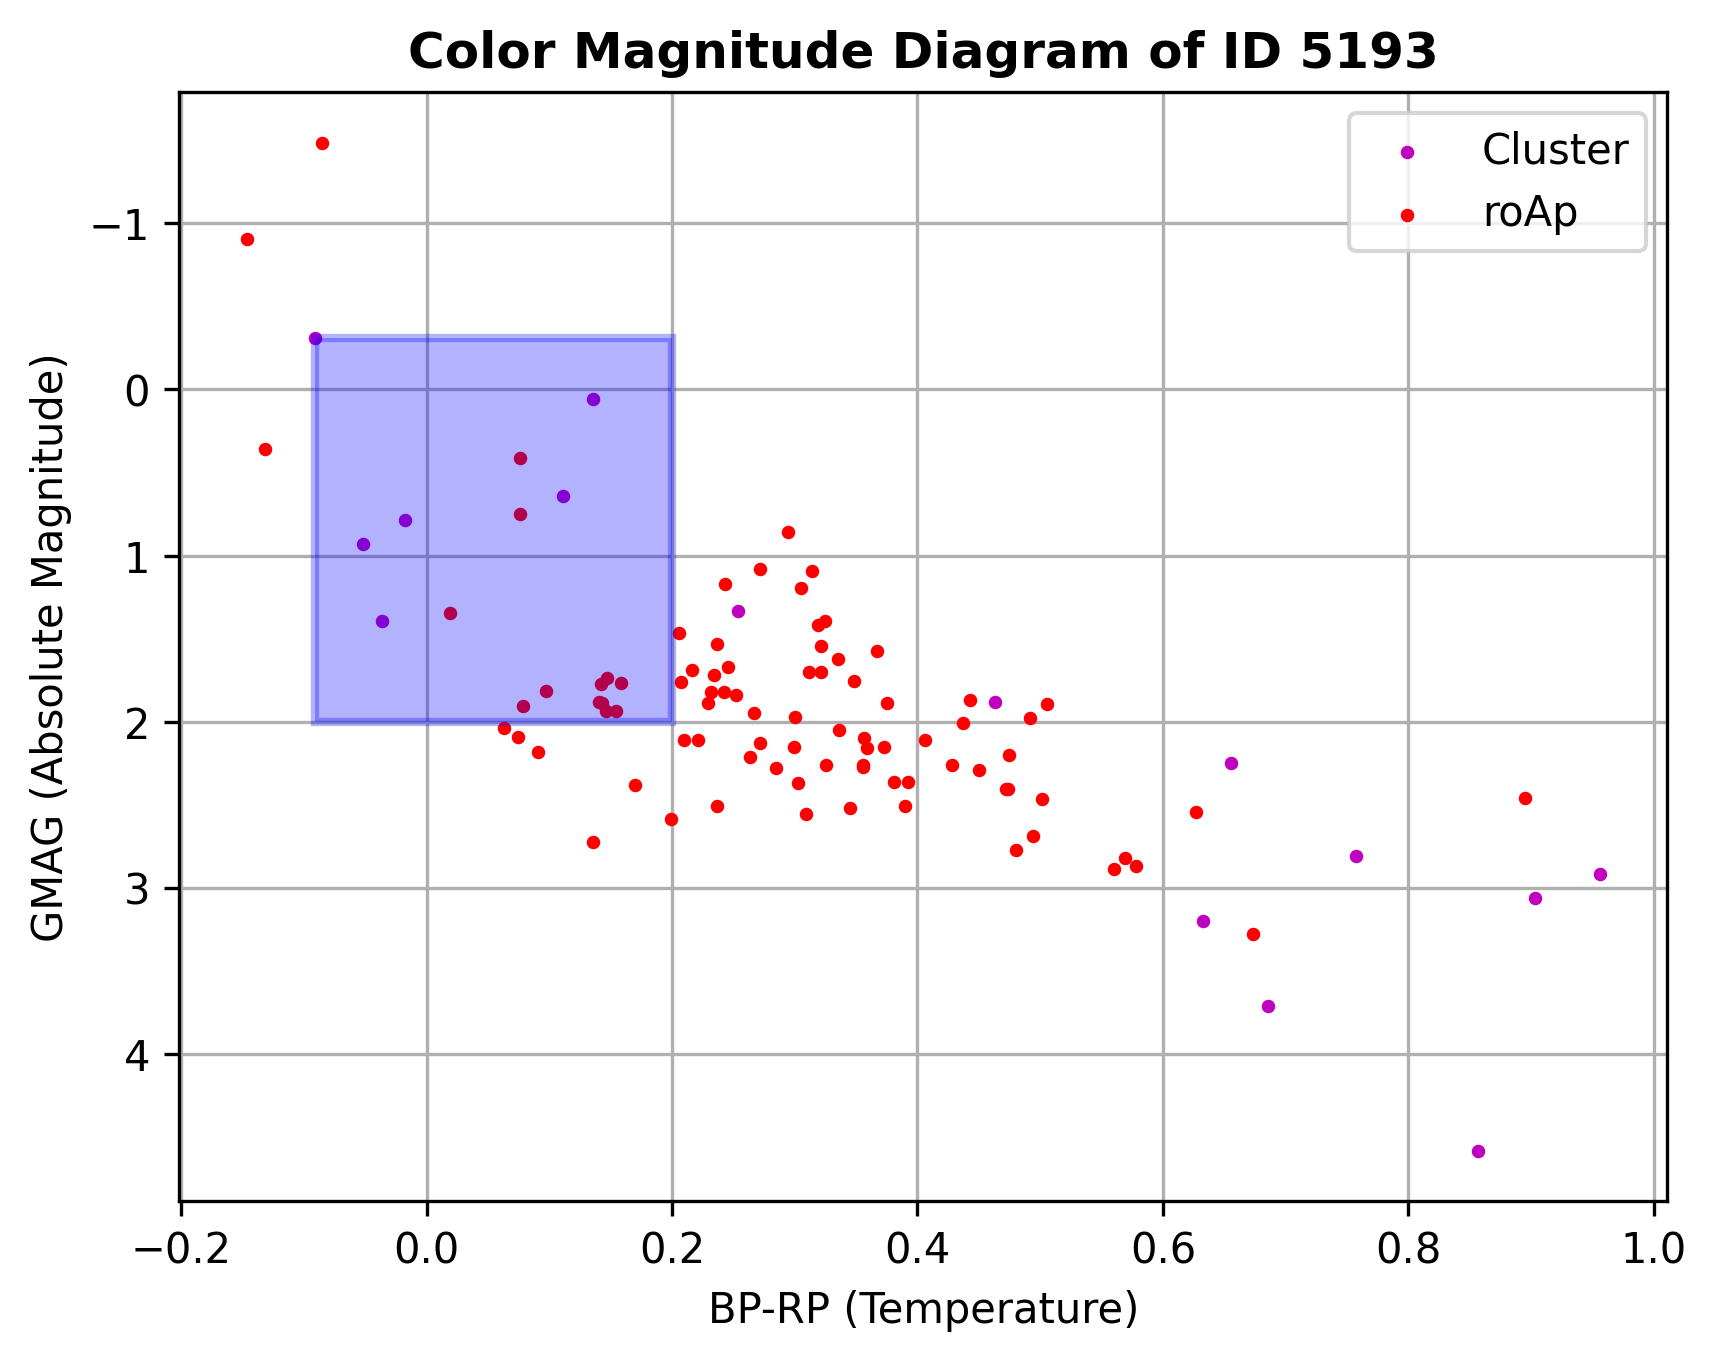 Color Magnitude Diagram of ID 5193
Cluster
roAp
−1
0
1
2
3
4
GMAG (Absolute Magnitude)
−0.2 0.0 0.2 0.4 0.6 0.8 1.0
BP-RP (Temperature)